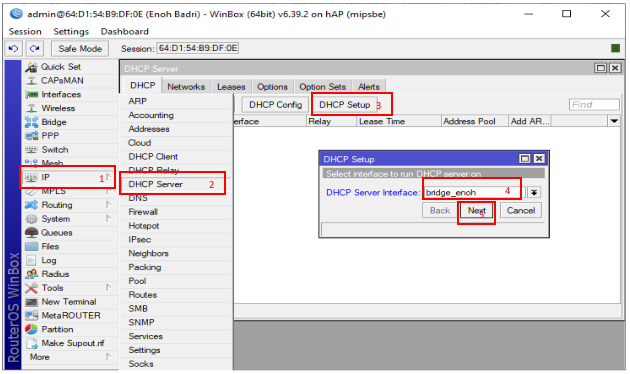 admin@64:D1:54:B9:DF:0E (Enoh Badri) - WinBox (64bit) v6.39.2 on hAP (mipsbe)
Session Settings Dashboard
Safe Mode Session: 64:D1:54:B9:DF:0E
Quick Set
CAPsMAN
Interfaces
Wireless
Bridge
PPP
Switch
Mesh
IP 1
MPLS
Routing
System
Queues
Files
Log
Radius
Tools
New Terminal
MetaROUTER
Partition
Make Supout.rif
More
RouterOS WinBox
DHCP Server
DHCP Networks Leases Options Option Sets Alerts
DHCP Config DHCP Setup 3 Find
erface Relay Lease Time Address Pool Add AR...
ARP
Accounting
Addresses
Cloud
DHCP Client
DHCP Relay
DHCP Server 2
DNS
Firewall
Hotspot
IPsec
Neighbors
Packing
Pool
Routes
SMB
SNMP
Services
Settings
Socks
DHCP Setup
Select interface to run DHCP server on
DHCP Server Interface: bridge_enoh 4
Back Next 5 Cancel